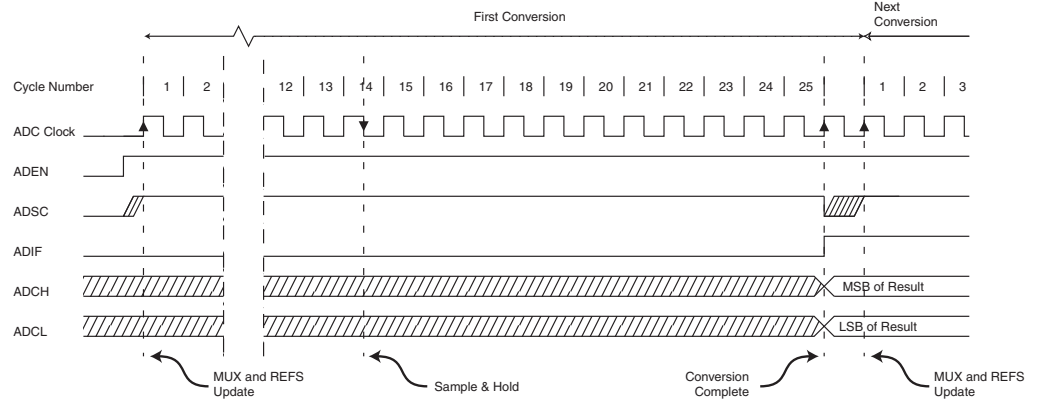 First Conversion
Next
Conversion
Cycle Number 1 2 12 13 14 15 16 17 18 19 20 21 22 23 24 25 1 2 3
ADC Clock
ADEN
ADSC
ADIF
ADCH MSB of Result
ADCL LSB of Result
MUX and REFS
Update
Sample & Hold
Conversion
Complete
MUX and REFS
Update